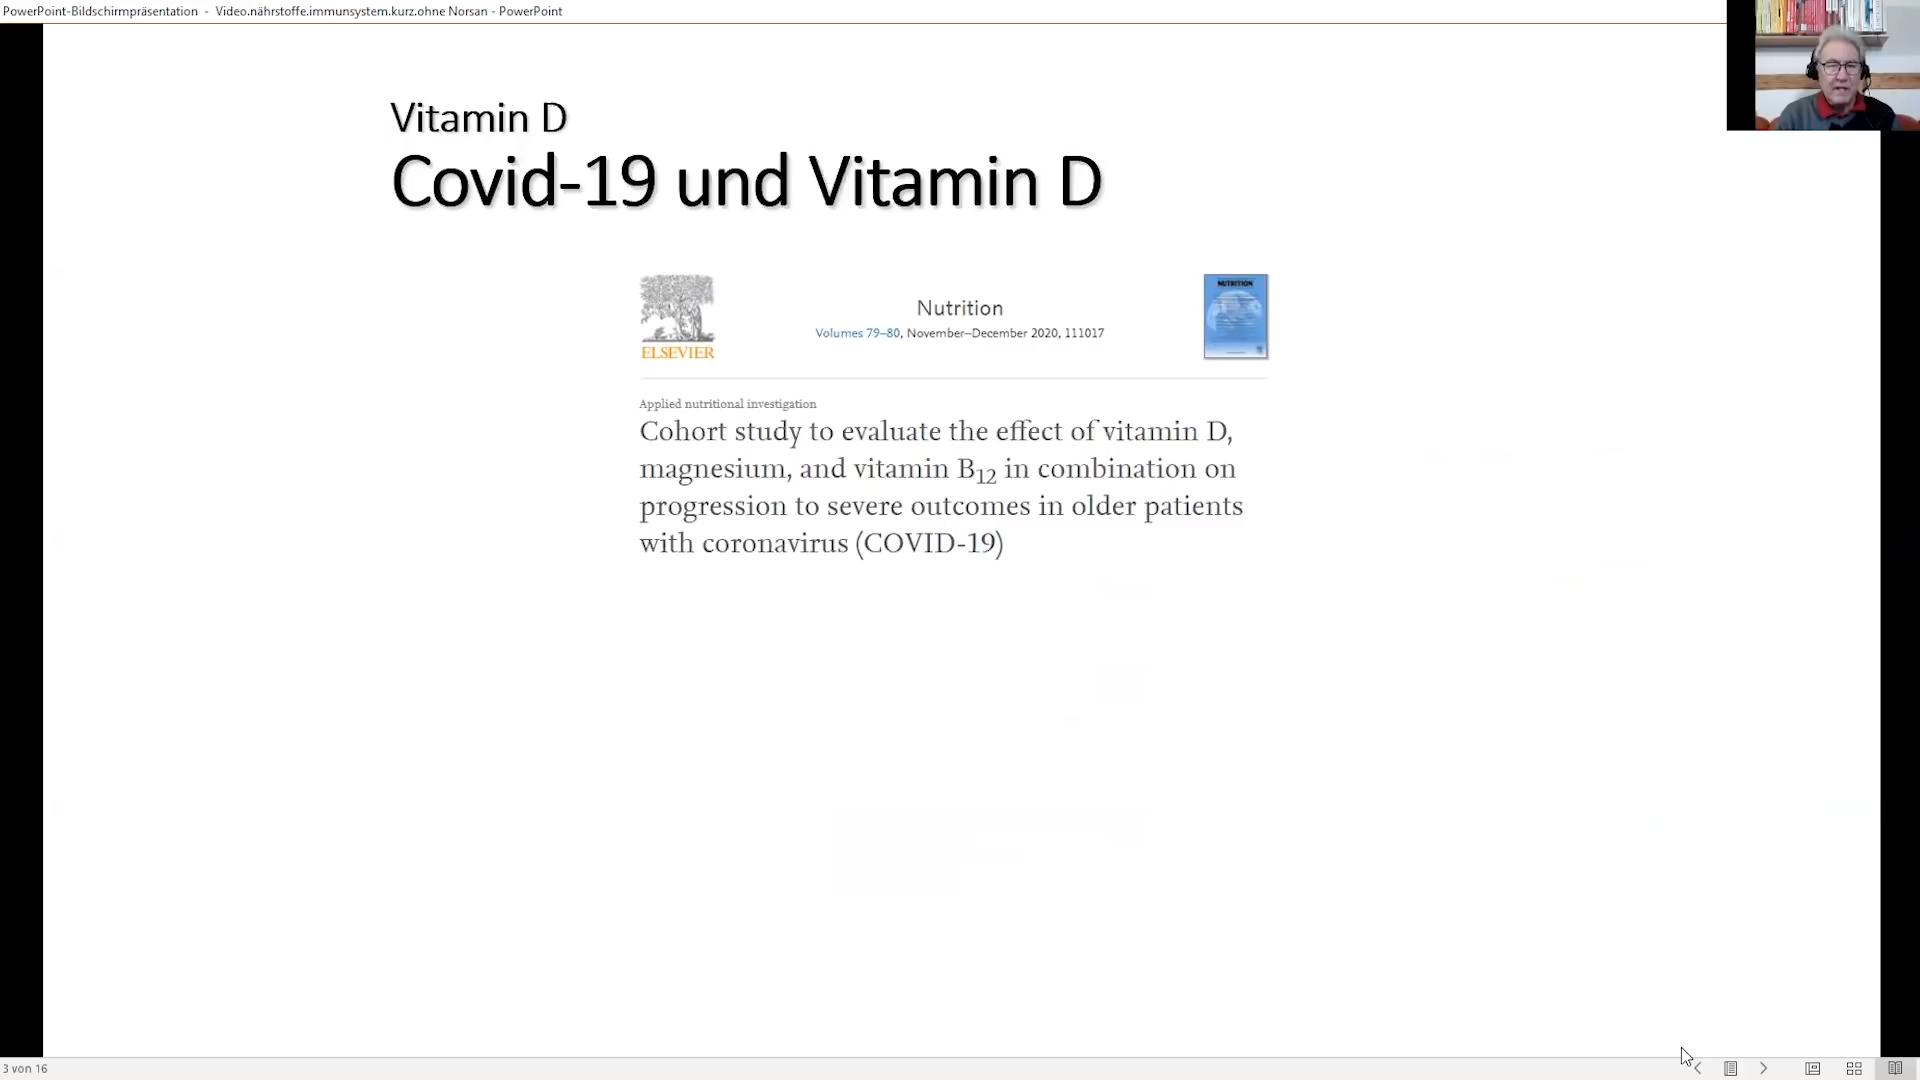 PowerPoint-Bildschirmpräsentation - Video.nährstoffe.immunsystem.kurz.ohne Norsan - PowerPoint
Vitamin D
Covid-19 und Vitamin D
ELSEVIER
Nutrition
Volumes 79–80, November–December 2020, 111017
NUTRITION
Applied nutritional investigation
Cohort study to evaluate the effect of vitamin D,
magnesium, and vitamin B12 in combination on
progression to severe outcomes in older patients
with coronavirus (COVID-19)
3 von 16